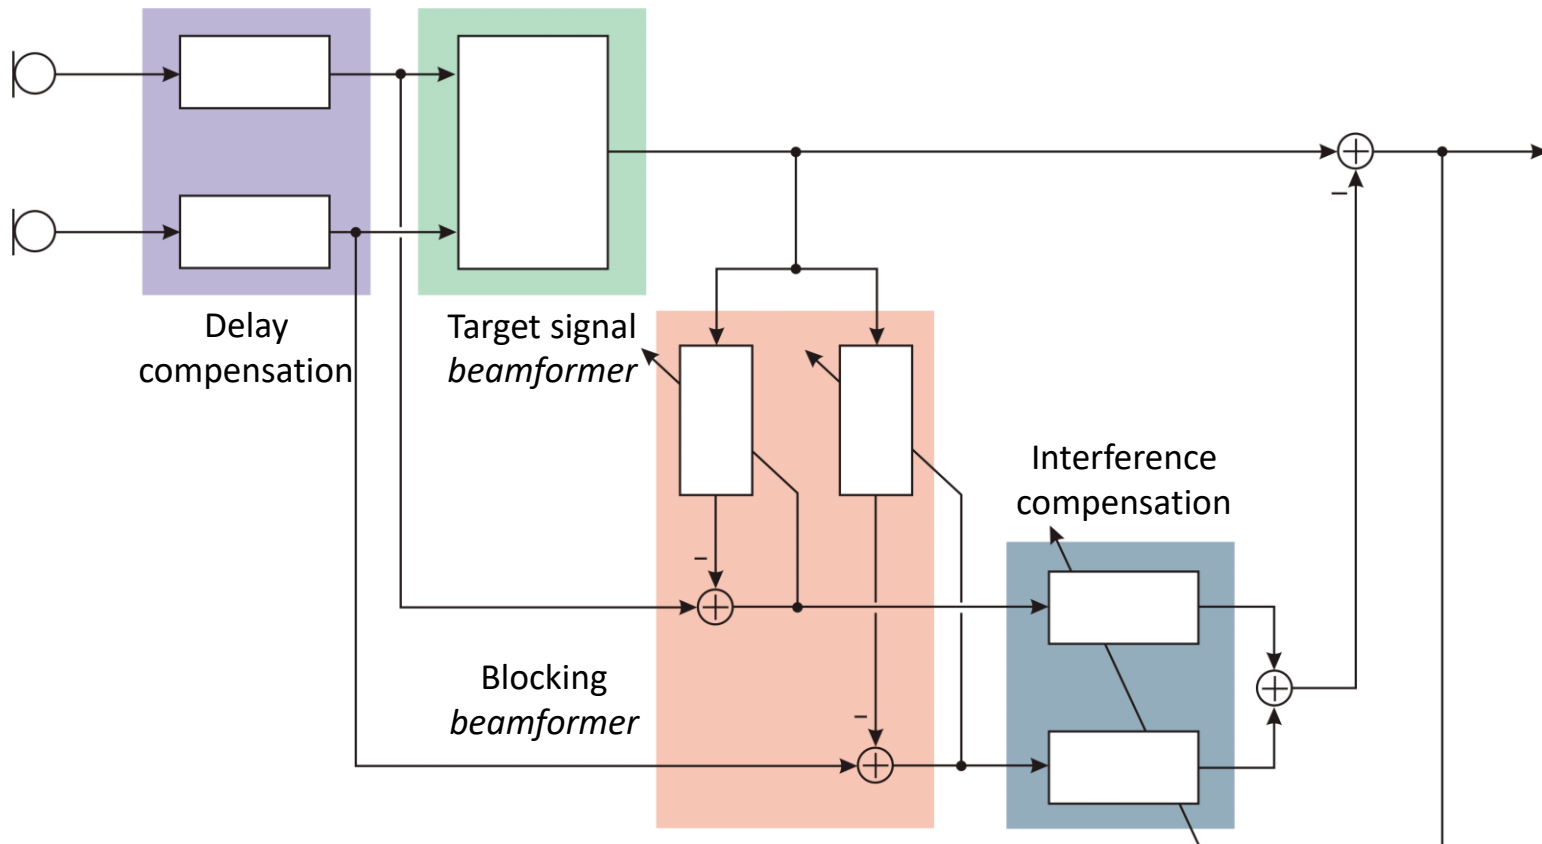 Delay
compensation
Target signal
beamformer
Interference
compensation
Blocking
beamformer
–
–
–